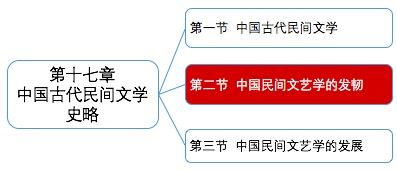 第十七章
中国古代民间文学
史略
第一节 中国古代民间文学
第二节 中国民间文艺学的发轫
第三节 中国民间文艺学的发展